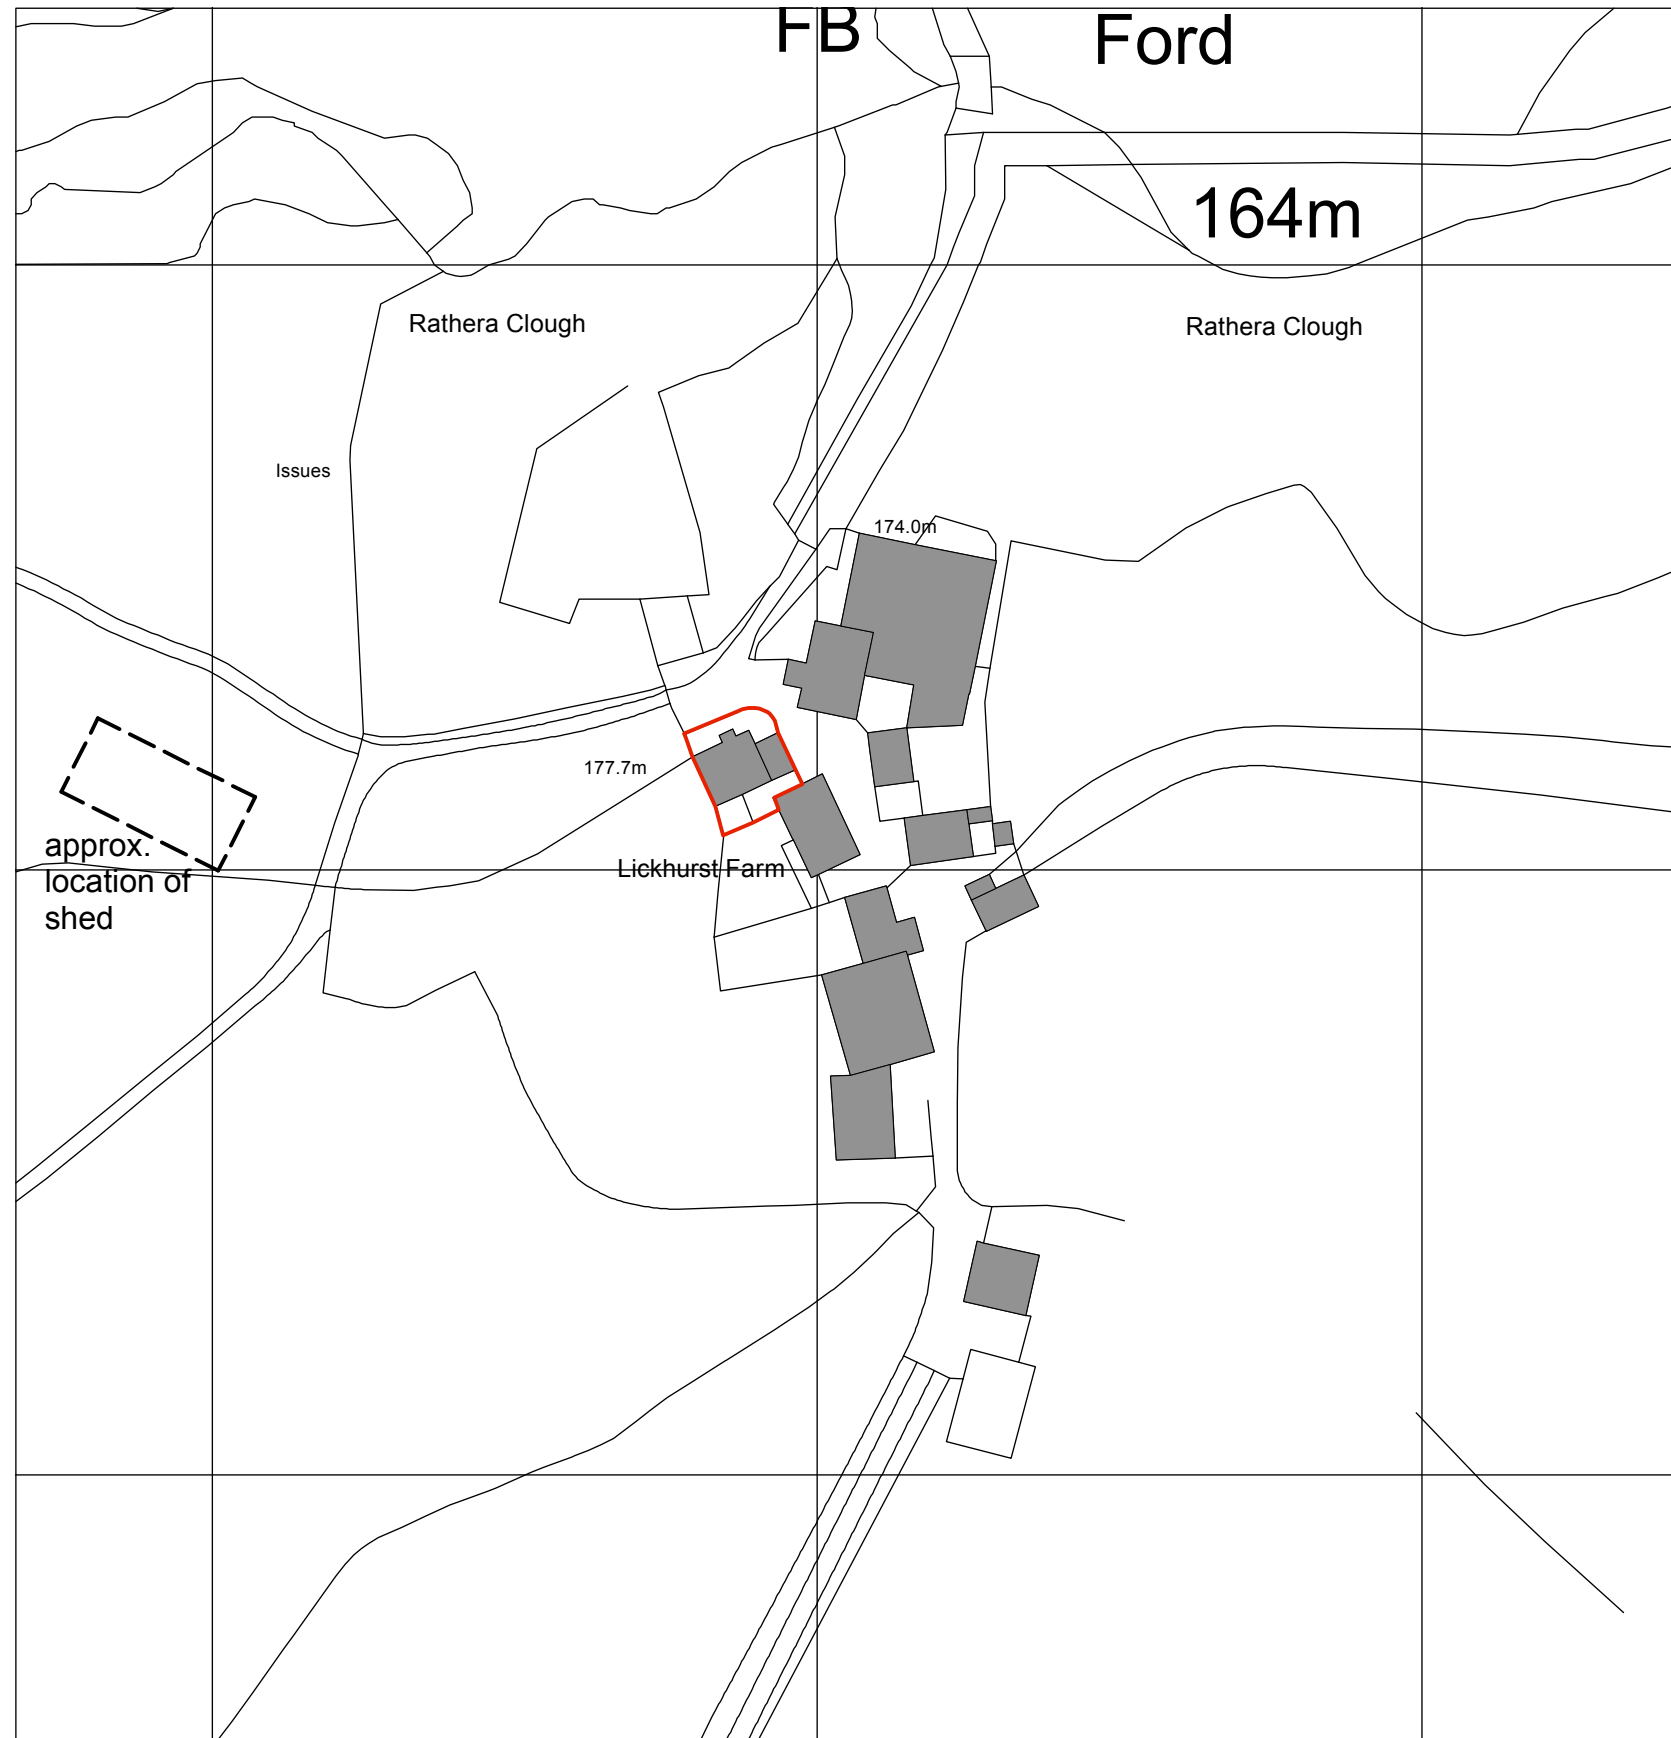 FB
Ford
164m
Rathera Clough
Rathera Clough
Issues
174.0m
177.7m
approx.
location of
shed
Lickhurst Farm